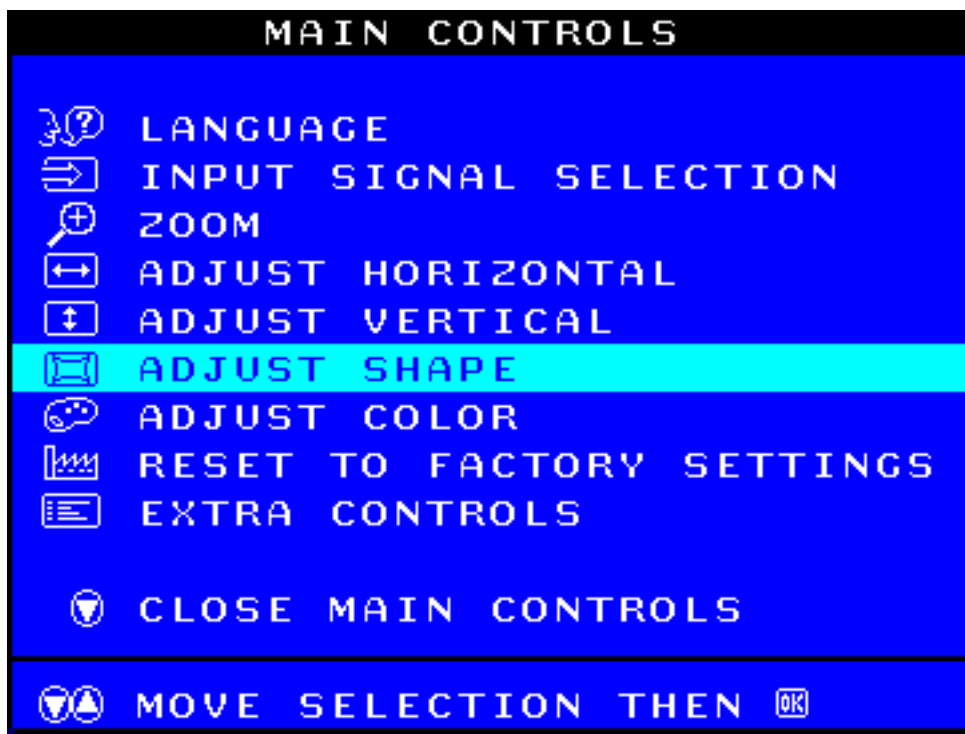 MAIN CONTROLS
LANGUAGE
INPUT SIGNAL SELECTION
ZOOM
ADJUST HORIZONTAL
ADJUST VERTICAL
ADJUST SHAPE
ADJUST COLOR
RESET TO FACTORY SETTINGS
EXTRA CONTROLS
CLOSE MAIN CONTROLS
MOVE SELECTION THEN OK